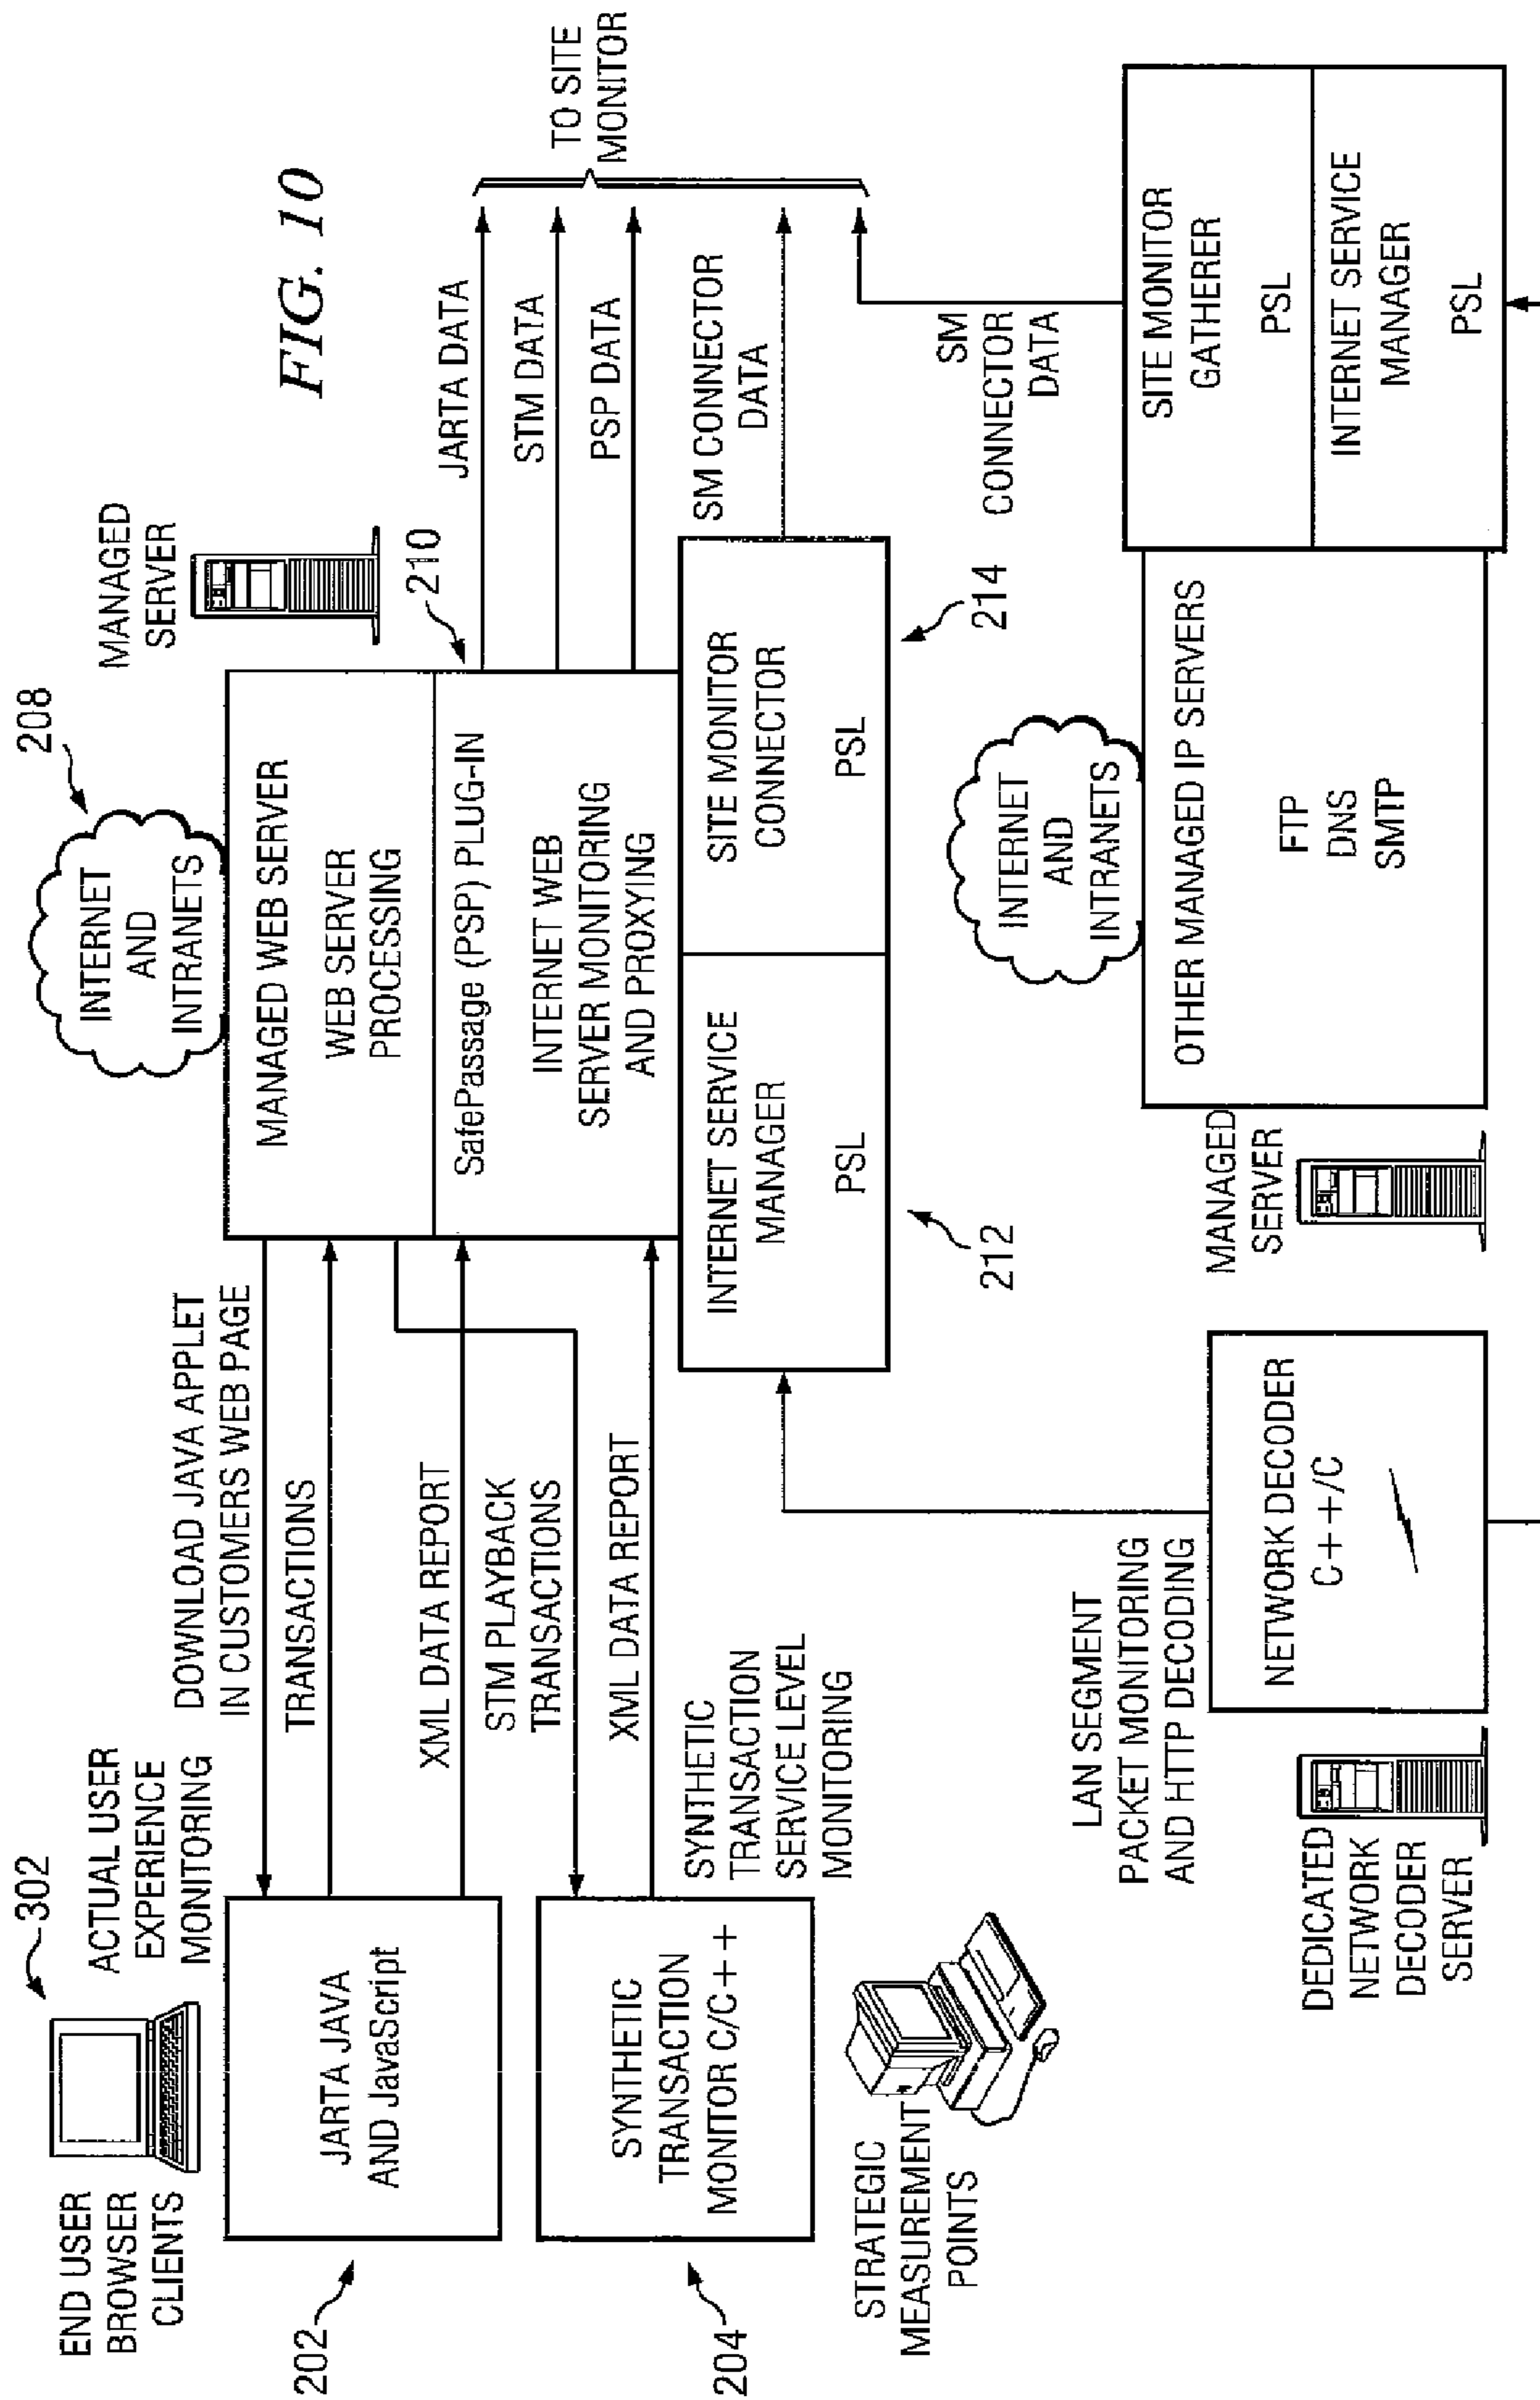 302
END USER
BROWSER
CLIENTS
ACTUAL USER
EXPERIENCE
MONITORING
202
JARTA JAVA
AND JavaScript
204
SYNTHETIC
TRANSACTION
MONITOR C/C++
STRATEGIC
MEASUREMENT
POINTS
SYNTHETIC
TRANSACTION
SERVICE LEVEL
MONITORING
DOWNLOAD JAVA APPLET
IN CUSTOMERS WEB PAGE
TRANSACTIONS
XML DATA REPORT
STM PLAYBACK
TRANSACTIONS
XML DATA REPORT
208
INTERNET
AND
INTRANETS
MANAGED
SERVER
MANAGED WEB SERVER
WEB SERVER
PROCESSING
SafePassage (PSP) PLUG-IN
INTERNET WEB
SERVER MONITORING
AND PROXYING
210
INTERNET SERVICE
MANAGER
PSL
212
SITE MONITOR
CONNECTOR
PSL
214
FIG. 10
JARTA DATA
STM DATA
PSP DATA
SM CONNECTOR
DATA
TO SITE
MONITOR
SM
CONNECTOR
DATA
DEDICATED
NETWORK
DECODER
SERVER
LAN SEGMENT
PACKET MONITORING
AND HTTP DECODING
NETWORK DECODER
C++/C
MANAGED
SERVER
INTERNET
AND
INTRANETS
OTHER MANAGED IP SERVERS
FTP
DNS
SMTP
SITE MONITOR
GATHERER
PSL
INTERNET SERVICE
MANAGER
PSL